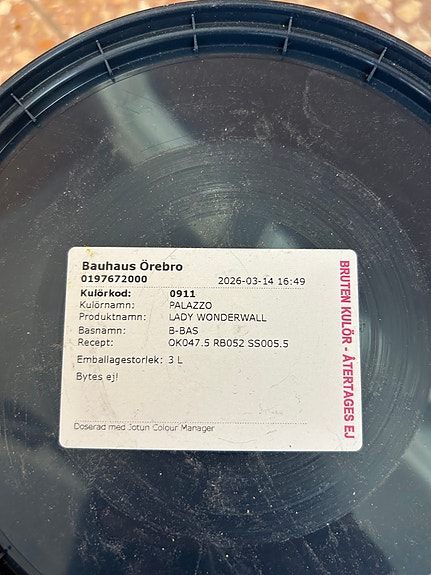 Bauhaus Örebro
0197672000 2026-03-14 16:49
Kulörkod: 0911
Kulörnamn: PALAZZO
Produktnamn: LADY WONDERWALL
Basnamn: B-BAS
Recept: OK047.5 RB052 SS005.5
Emballagestorlek: 3 L
Bytes ej!
Doserad med Jotun Colour Manager
BRUTEN KULÖR - ÅTERTAGES EJ